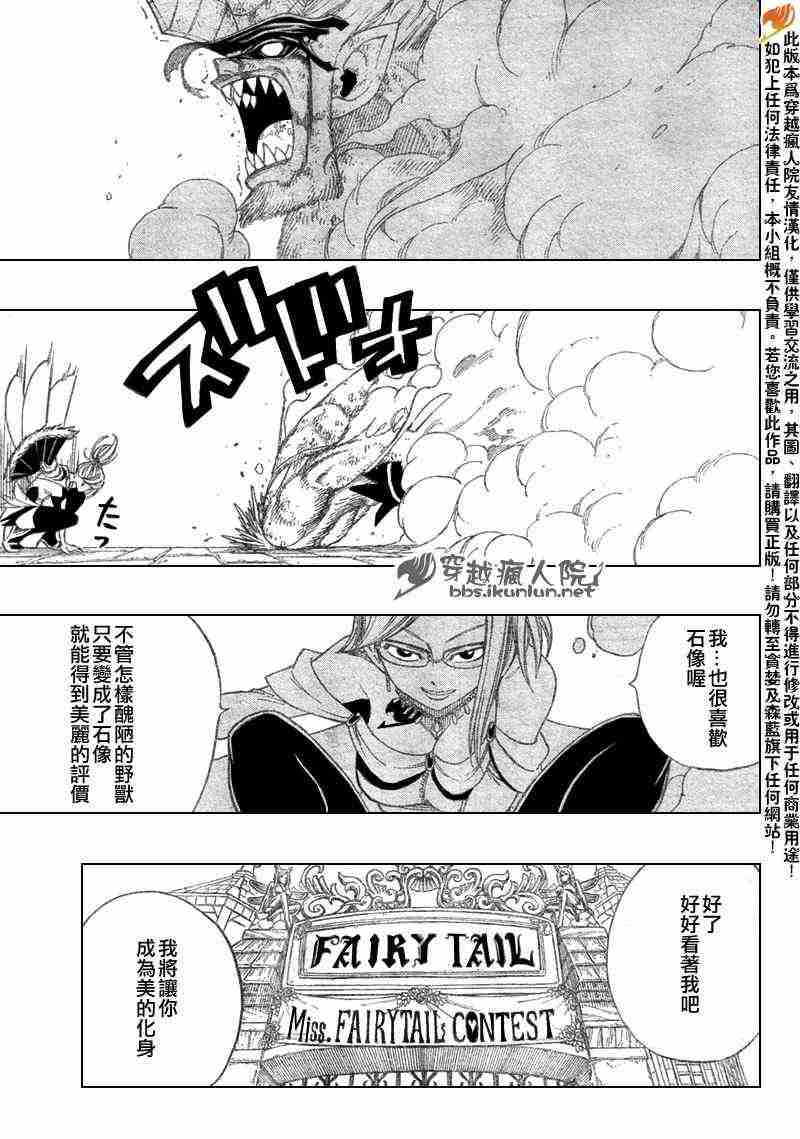 此版本爲穿越瘋人院友情漢化，僅供學習交流之用，其圖、翻譯以及任何部分不得進行修改或用于任何商業用途！
如犯上任何法律責任，本小組概不負責。若您喜歡此作品，請購買正版！請勿轉至貪婪及森藍旗下任何網站！
ズドォ
たっ
穿越瘋人院
bbs.ikunlun.net
我…也很喜歡
石像喔
不管怎樣醜陋的野獸
只要變成了石像
就能得到美麗的評價
好了
好好看著我吧
FAIRY TAIL
Miss. FAIRYTAIL CONTEST
我將讓你
成為美的化身